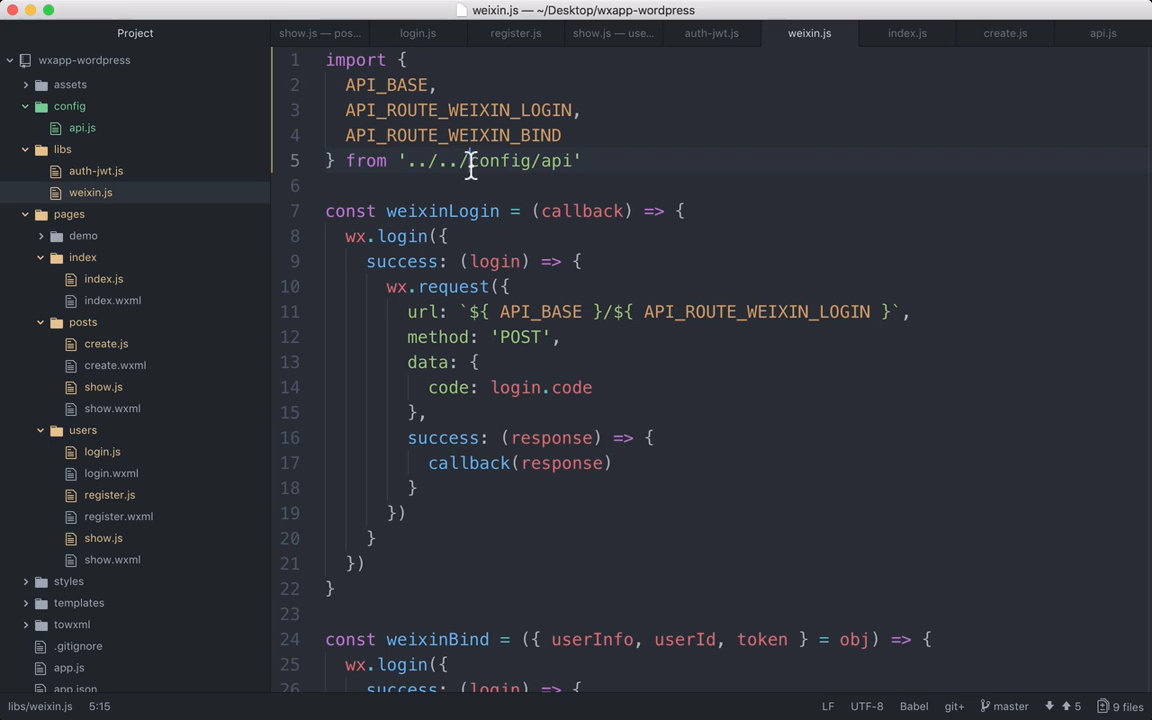 weixin.js — ~/Desktop/wxapp-wordpress
Project
show.js — pos...
login.js
register.js
show.js — use...
auth-jwt.js
weixin.js
index.js
create.js
api.js
wxapp-wordpress
assets
config
api.js
libs
auth-jwt.js
weixin.js
pages
demo
index
index.js
index.wxml
posts
create.js
create.wxml
show.js
show.wxml
users
login.js
login.wxml
register.js
register.wxml
show.js
show.wxml
styles
templates
towxml
.gitignore
app.js
app.json
1 import {
2 API_BASE,
3 API_ROUTE_WEIXIN_LOGIN,
4 API_ROUTE_WEIXIN_BIND
5 } from '../../config/api'
6
7 const weixinLogin = (callback) => {
8 wx.login({
9 success: (login) => {
10 wx.request({
11 url: `${ API_BASE }/${ API_ROUTE_WEIXIN_LOGIN }`,
12 method: 'POST',
13 data: {
14 code: login.code
15 },
16 success: (response) => {
17 callback(response)
18 }
19 })
20 }
21 })
22 }
23
24 const weixinBind = ({ userInfo, userId, token } = obj) => {
25 wx.login({
26 success: (login) => {
libs/weixin.js 5:15
LF UTF-8 Babel git+ master 5 9 files